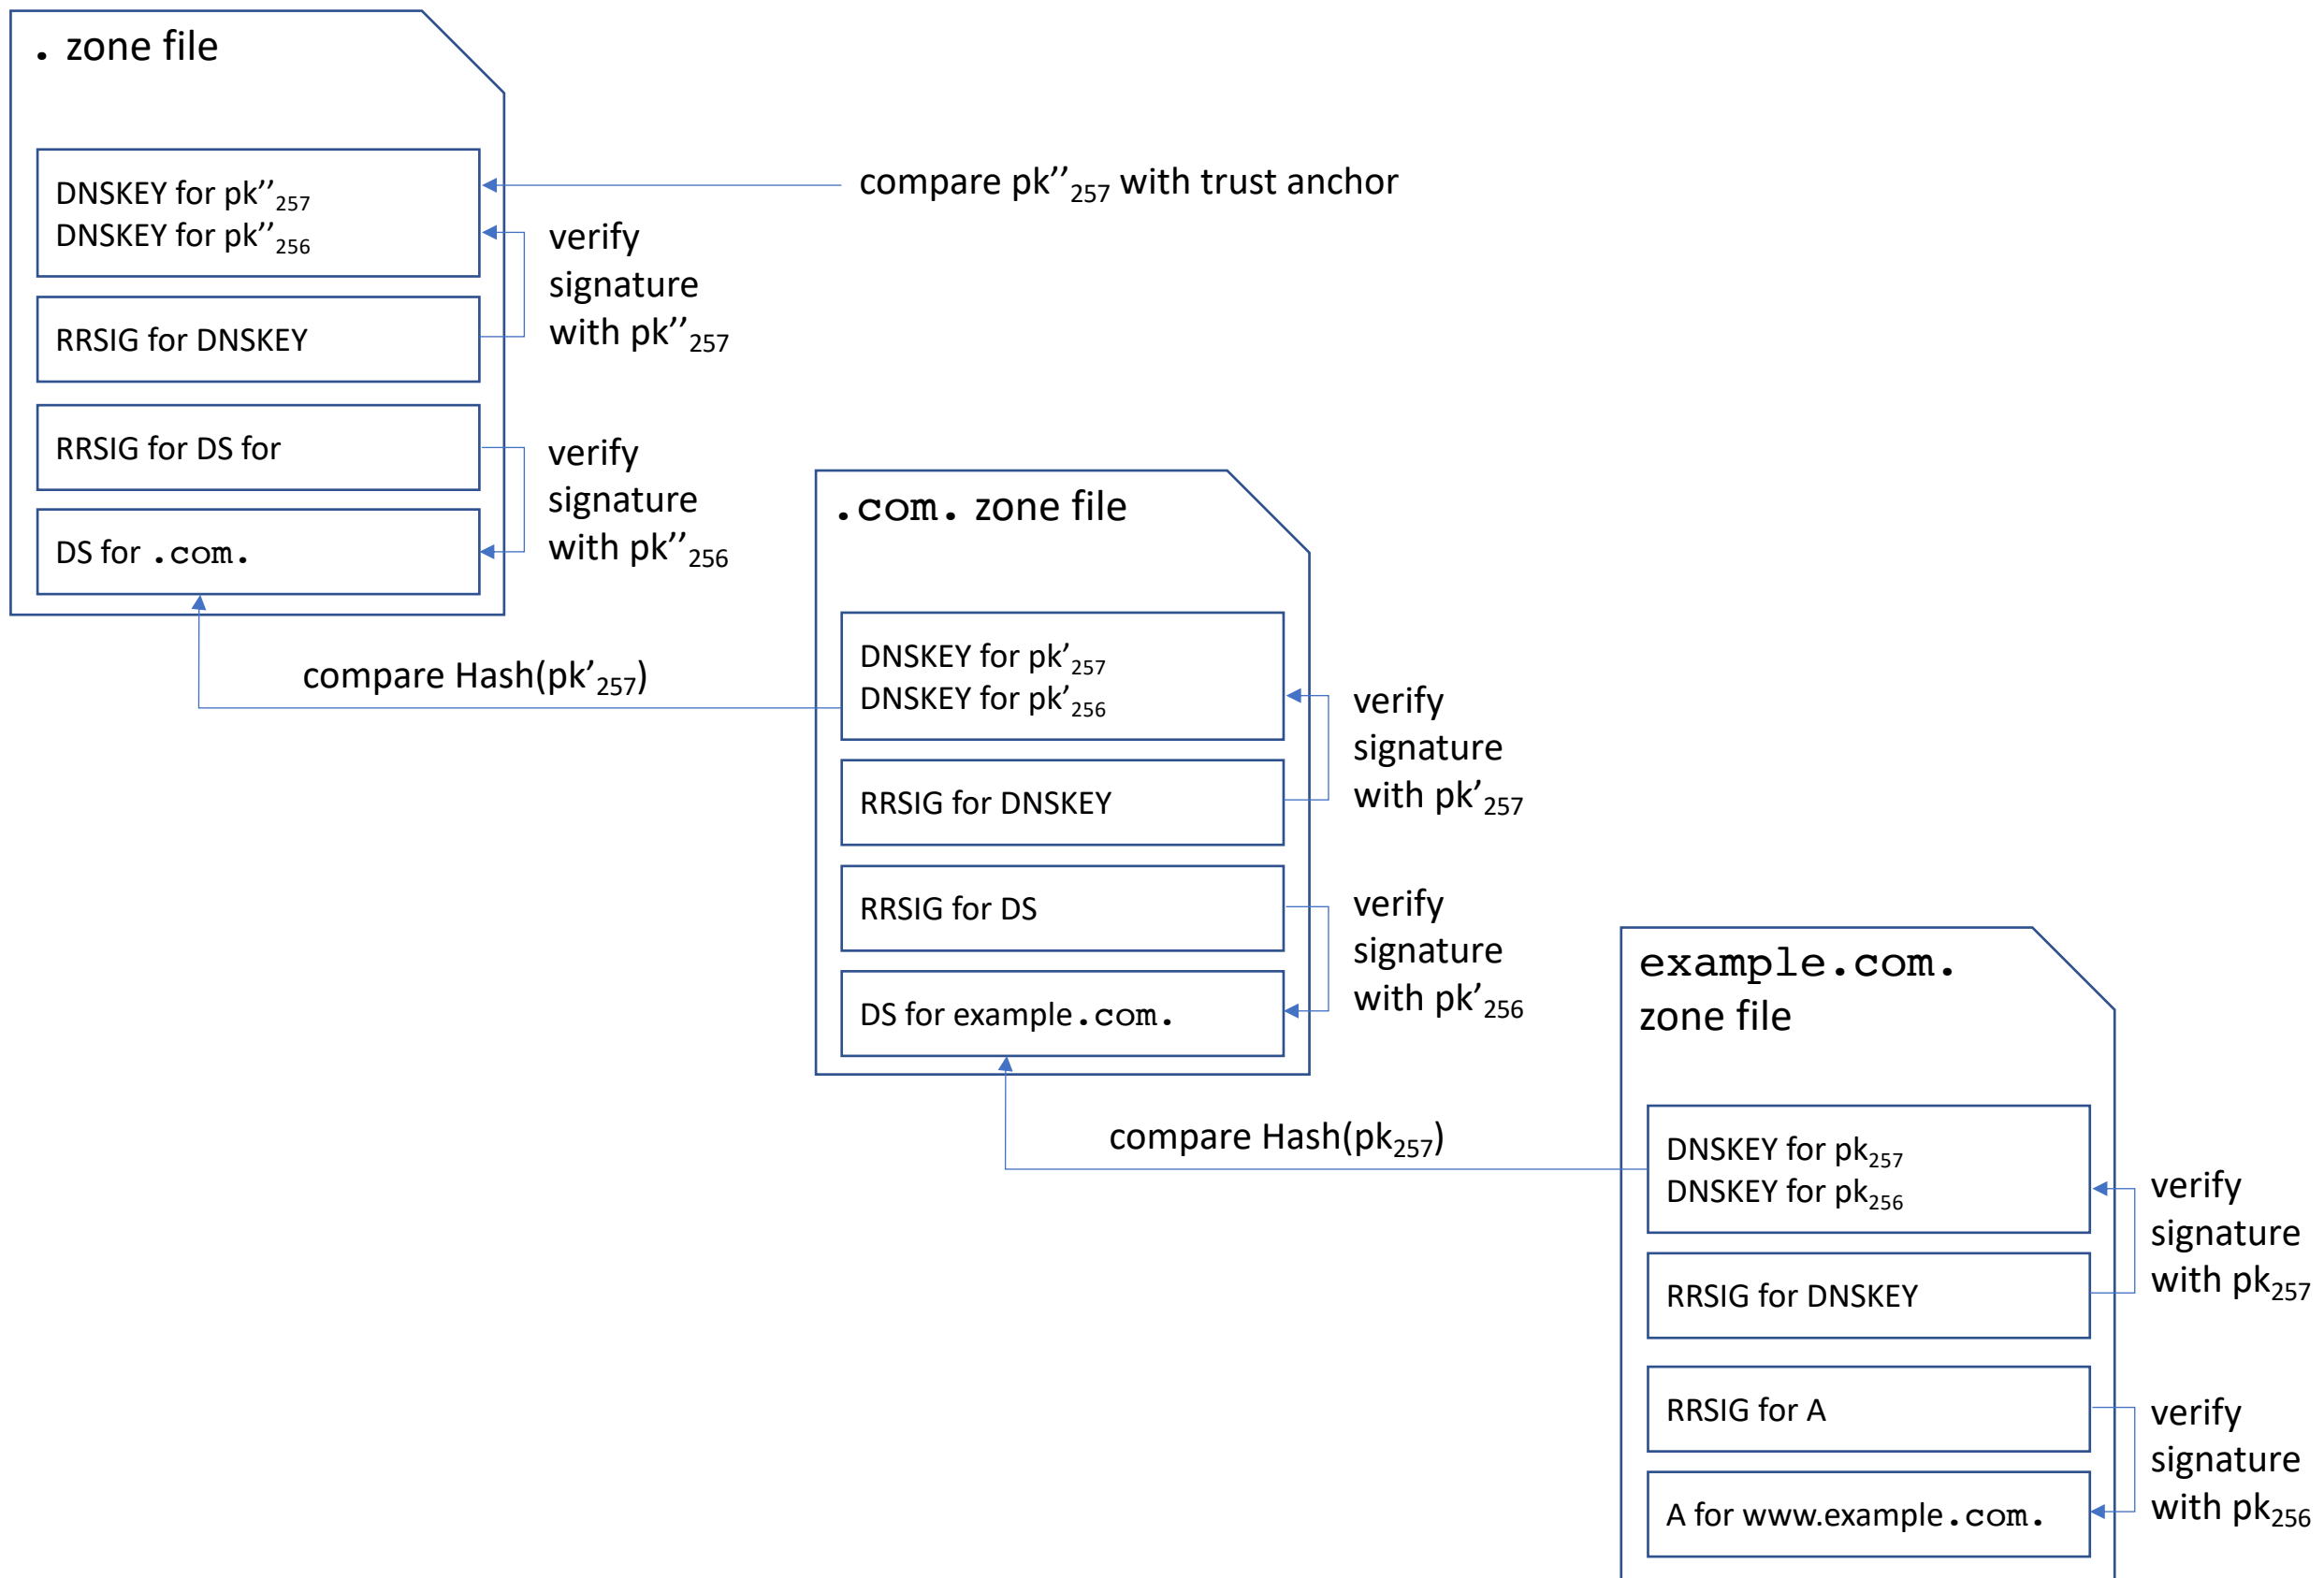 . zone file
DNSKEY for pk’’257
DNSKEY for pk’’256
RRSIG for DNSKEY
RRSIG for DS for
DS for .com.
compare pk’’257 with trust anchor
verify
signature
with pk’’257
verify
signature
with pk’’256
compare Hash(pk’257)
.com. zone file
DNSKEY for pk’257
DNSKEY for pk’256
RRSIG for DNSKEY
RRSIG for DS
DS for example.com.
verify
signature
with pk’257
verify
signature
with pk’256
compare Hash(pk257)
example.com.
zone file
DNSKEY for pk257
DNSKEY for pk256
RRSIG for DNSKEY
RRSIG for A
A for www.example.com.
verify
signature
with pk257
verify
signature
with pk256